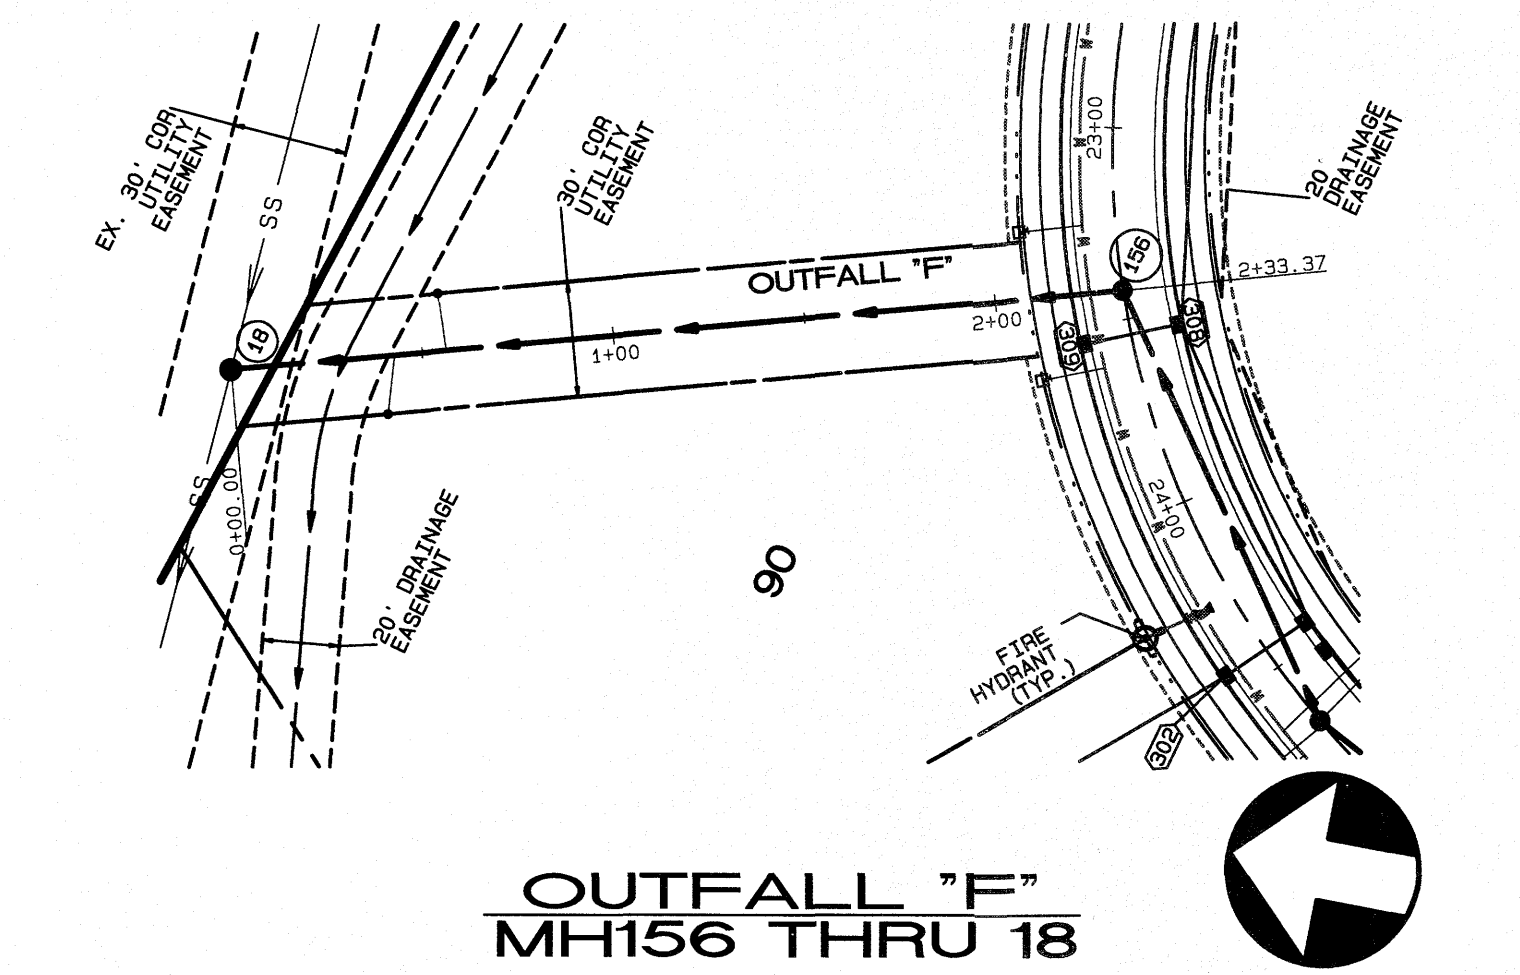 EX. 30' COR
UTILITY
EASEMENT
SS
30' COR
UTILITY
EASEMENT
23+00
20'
DRAINAGE
EASEMENT
OUTFALL "F"
156
2+33.37
18
1+00
2+00
309
308
SS
0+00.00
20' DRAINAGE
EASEMENT
90
24+00
W
W
W
W
W
W
W
FIRE
HYDRANT
(TYP.)
302
OUTFALL "F"
MH156 THRU 18